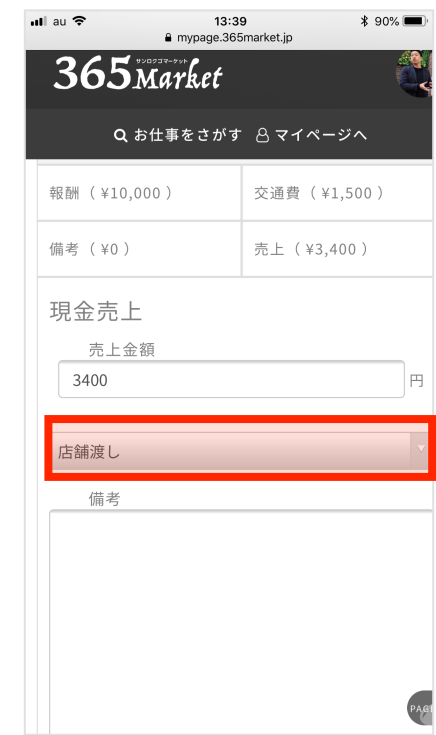 au 13:39 90%
mypage.365market.jp
サンロクゴマーケット
365Market
お仕事をさがす マイページへ
報酬（ ¥10,000 ） 交通費（ ¥1,500 ）
備考（ ¥0 ） 売上（ ¥3,400 ）
現金売上
売上金額
3400 円
店舗渡し
備考
PAGE